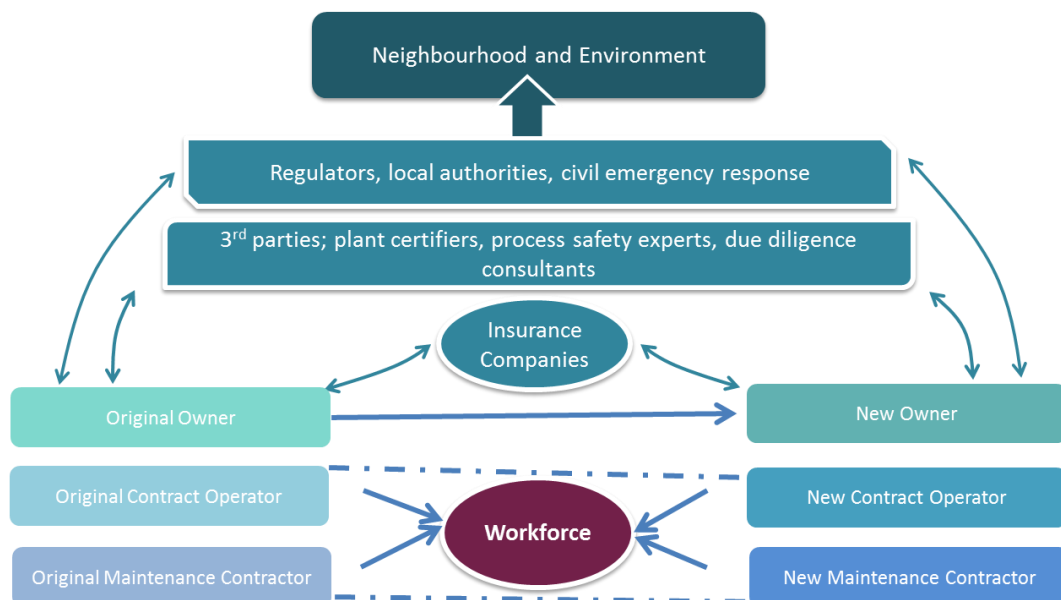 Neighbourhood and Environment
Regulators, local authorities, civil emergency response
3rd parties; plant certifiers, process safety experts, due diligence
consultants
Insurance
Companies
Original Owner
New Owner
Original Contract Operator
New Contract Operator
Workforce
Original Maintenance Contractor
New Maintenance Contractor